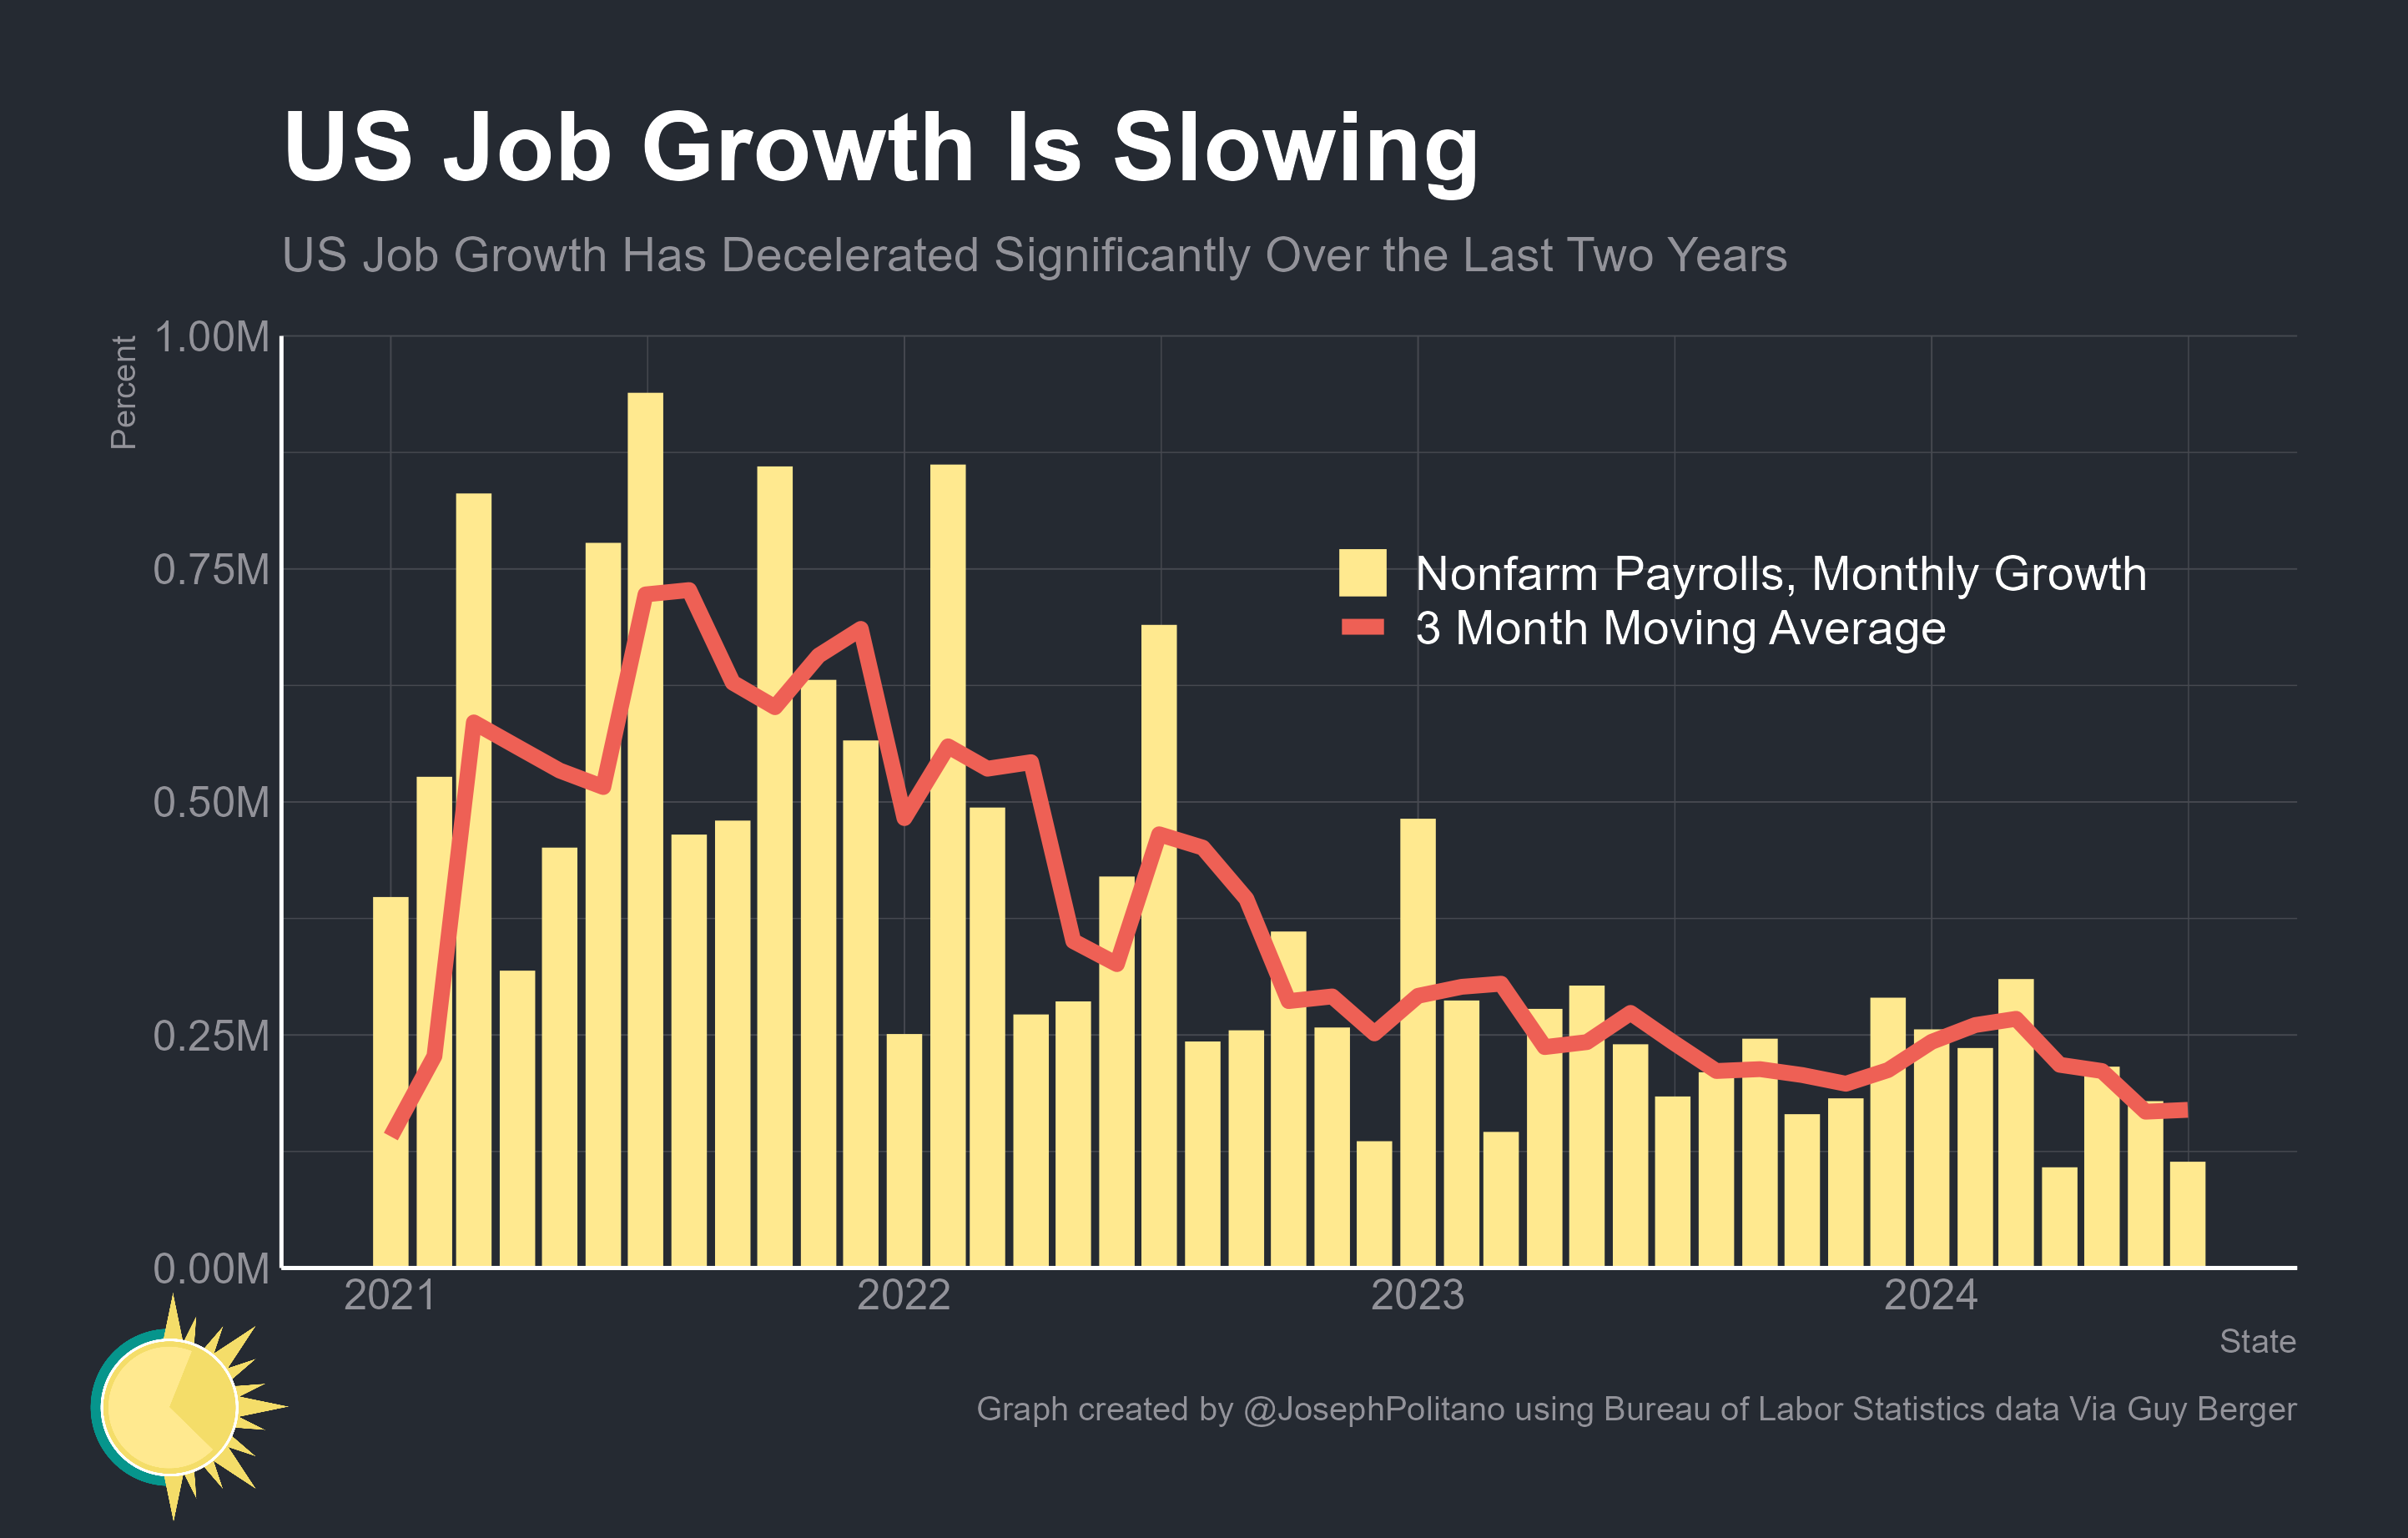 US Job Growth Is Slowing
US Job Growth Has Decelerated Significantly Over the Last Two Years
Percent
1.00M
0.75M
0.50M
0.25M
0.00M
Nonfarm Payrolls, Monthly Growth
3 Month Moving Average
2021
2022
2023
2024
State
Graph created by @JosephPolitano using Bureau of Labor Statistics data Via Guy Berger